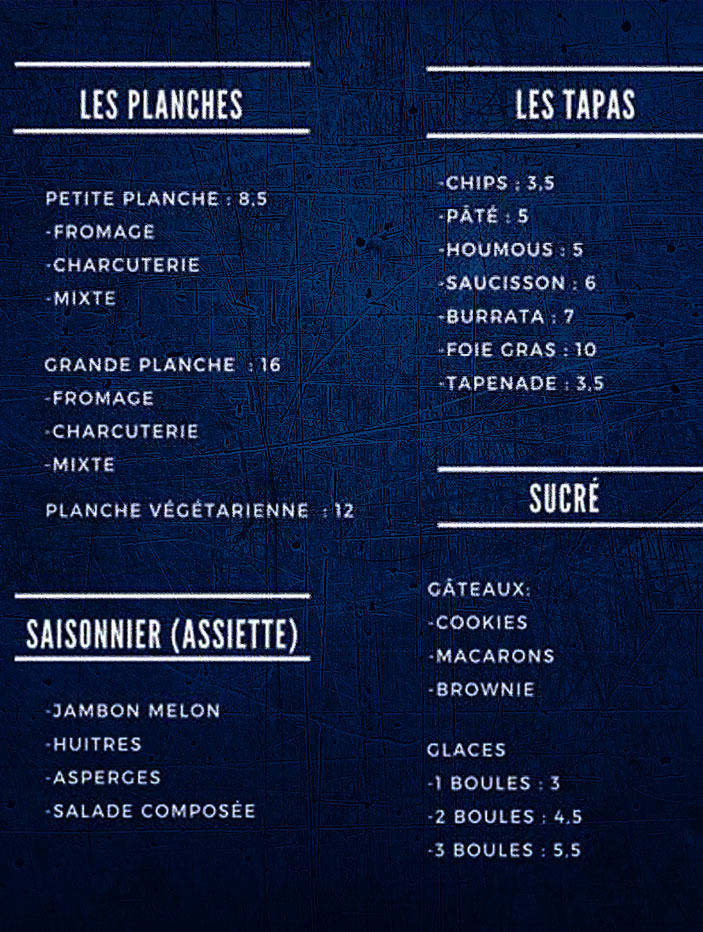 LES PLANCHES
PETITE PLANCHE : 8,5
-FROMAGE
-CHARCUTERIE
-MIXTE
GRANDE PLANCHE : 16
-FROMAGE
-CHARCUTERIE
-MIXTE
PLANCHE VÉGÉTARIENNE : 12
SAISONNIER (ASSIETTE)
-JAMBON MELON
-HUITRES
-ASPERGES
-SALADE COMPOSÉE
LES TAPAS
-CHIPS : 3,5
-PÂTÉ : 5
-HOUMOUS : 5
-SAUCISSON : 6
-BURRATA : 7
-FOIE GRAS : 10
-TAPENADE : 3,5
SUCRÉ
GÂTEAUX:
-COOKIES
-MACARONS
-BROWNIE
GLACES
-1 BOULES : 3
-2 BOULES : 4,5
-3 BOULES : 5,5